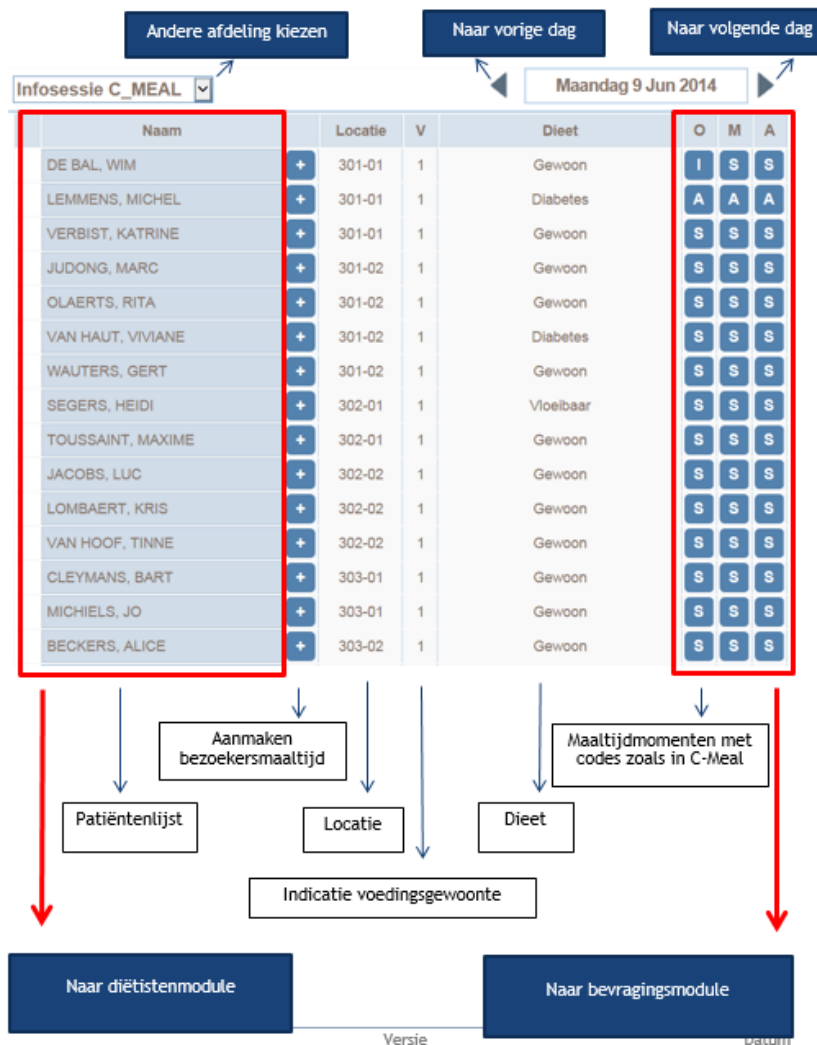 Andere afdeling kiezen
Naar vorige dag
Naar volgende dag
Infosessie C_MEAL
Maandag 9 Jun 2014
Naam Locatie V Dieet O M A
DE BAL, WIM + 301-01 1 Gewoon I S S
LEMMENS, MICHEL + 301-01 1 Diabetes A A A
VERBIST, KATRINE + 301-01 1 Gewoon S S S
JUDONG, MARC + 301-02 1 Gewoon S S S
OLAERTS, RITA + 301-02 1 Gewoon S S S
VAN HAUT, VIVIANE + 301-02 1 Diabetes S S S
WAUTERS, GERT + 301-02 1 Gewoon S S S
SEGERS, HEIDI + 302-01 1 Vloeibaar S S S
TOUSSAINT, MAXIME + 302-01 1 Gewoon S S S
JACOBS, LUC + 302-02 1 Gewoon S S S
LOMBAERT, KRIS + 302-02 1 Gewoon S S S
VAN HOOF, TINNE + 302-02 1 Gewoon S S S
CLEYMANS, BART + 303-01 1 Gewoon S S S
MICHIELS, JO + 303-01 1 Gewoon S S S
BECKERS, ALICE + 303-02 1 Gewoon S S S
Aanmaken
bezoekersmaaltijd
Maaltijdmomenten met
codes zoals in C-Meal
Patiëntenlijst
Locatie
Dieet
Indicatie voedingsgewoonte
Naar diëtistenmodule
Naar bevragingsmodule
Versie
Datum